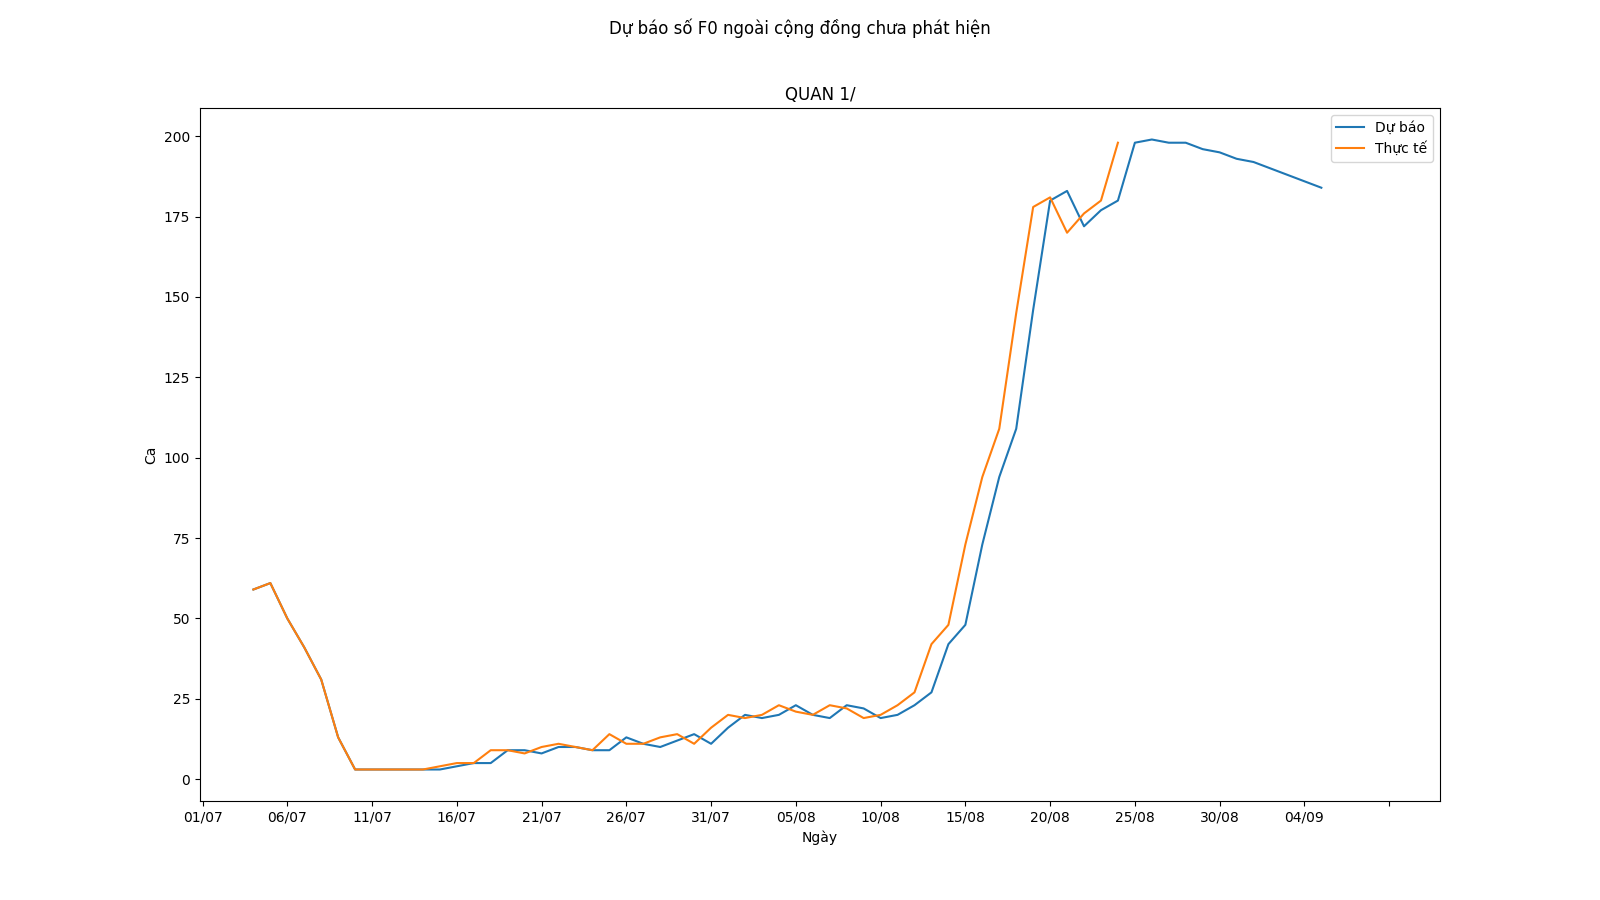 Dự báo số F0 ngoài cộng đồng chưa phát hiện
QUAN 1/
Dự báo
Thực tế
200
175
150
125
100
75
50
25
0
Ca
01/07 06/07 11/07 16/07 21/07 26/07 31/07 05/08 10/08 15/08 20/08 25/08 30/08 04/09
Ngày